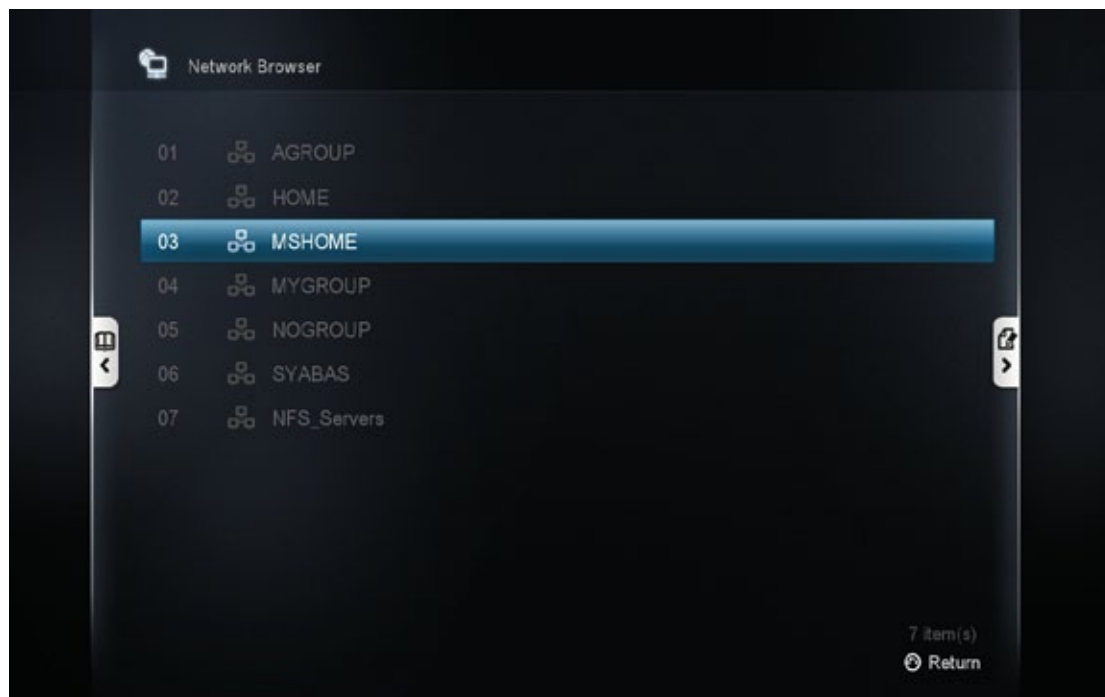 Network Browser
01 AGROUP
02 HOME
03 MSHOME
04 MYGROUP
05 NOGROUP
06 SYABAS
07 NFS_Servers
7 item(s)
Return